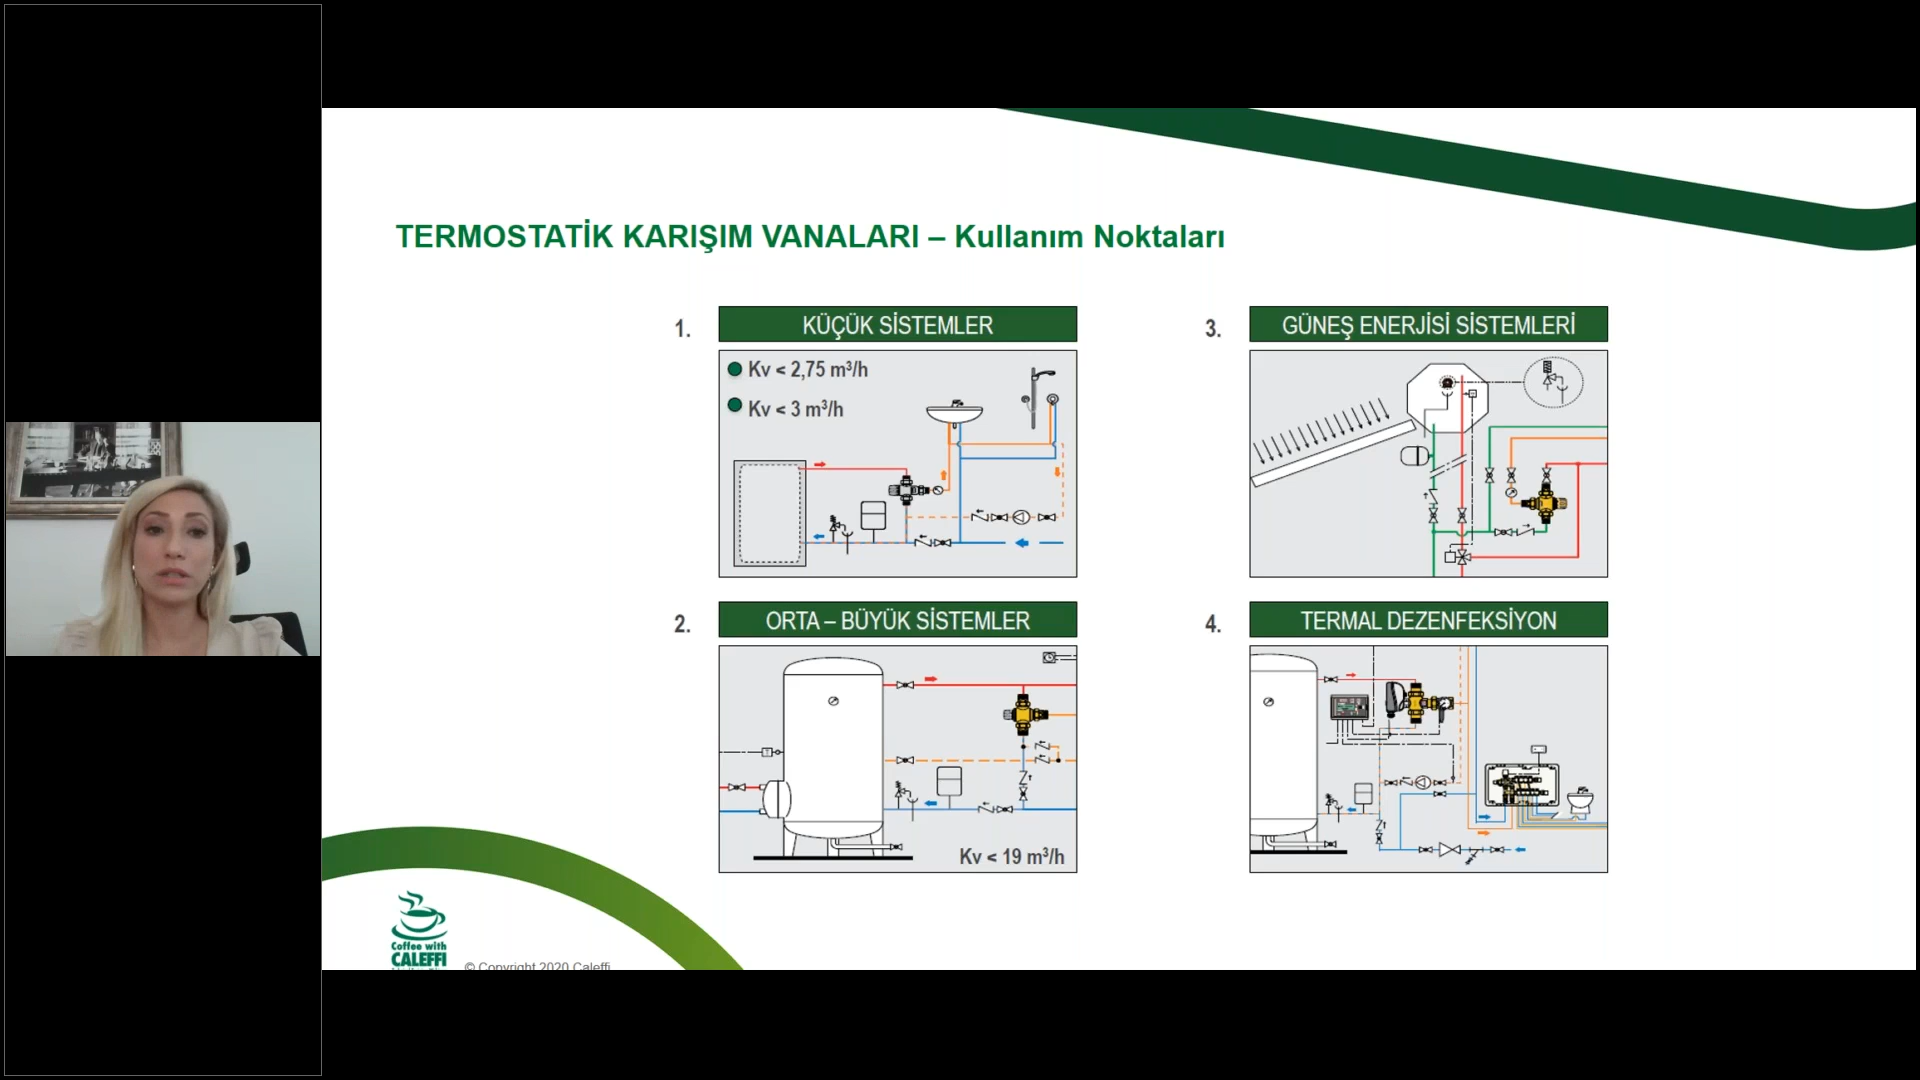 TERMOSTATİK KARIŞIM VANALARI – Kullanım Noktaları
1.
KÜÇÜK SİSTEMLER
Kv < 2,75 m³/h
Kv < 3 m³/h
2.
ORTA – BÜYÜK SİSTEMLER
Kv < 19 m³/h
3.
GÜNEŞ ENERJİSİ SİSTEMLERİ
4.
TERMAL DEZENFEKSİYON
Coffee with
CALEFFI
© Copyright 2020 Caleffi